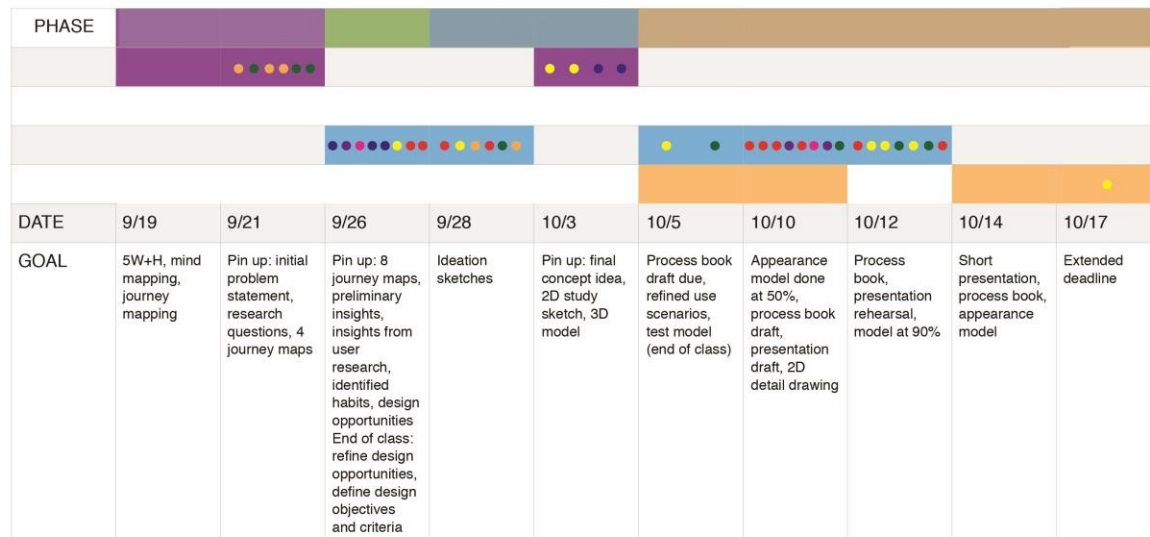 PHASE
DATE
9/19
9/21
9/26
9/28
10/3
10/5
10/10
10/12
10/14
10/17
GOAL
5W+H, mind
mapping,
journey
mapping
Pin up: initial
problem
statement,
research
questions, 4
journey maps
Pin up: 8
journey maps,
preliminary
insights,
insights from
user
research,
identified
habits, design
opportunities
End of class:
refine design
opportunities,
define design
objectives
and criteria
Ideation
sketches
Pin up: final
concept idea,
2D study
sketch, 3D
model
Process book
draft due,
refined use
scenarios,
test model
(end of class)
Appearance
model done
at 50%,
process book
draft,
presentation
draft, 2D
detail drawing
Process
book,
presentation
rehearsal,
model at 90%
Short
presentation,
process book,
appearance
model
Extended
deadline